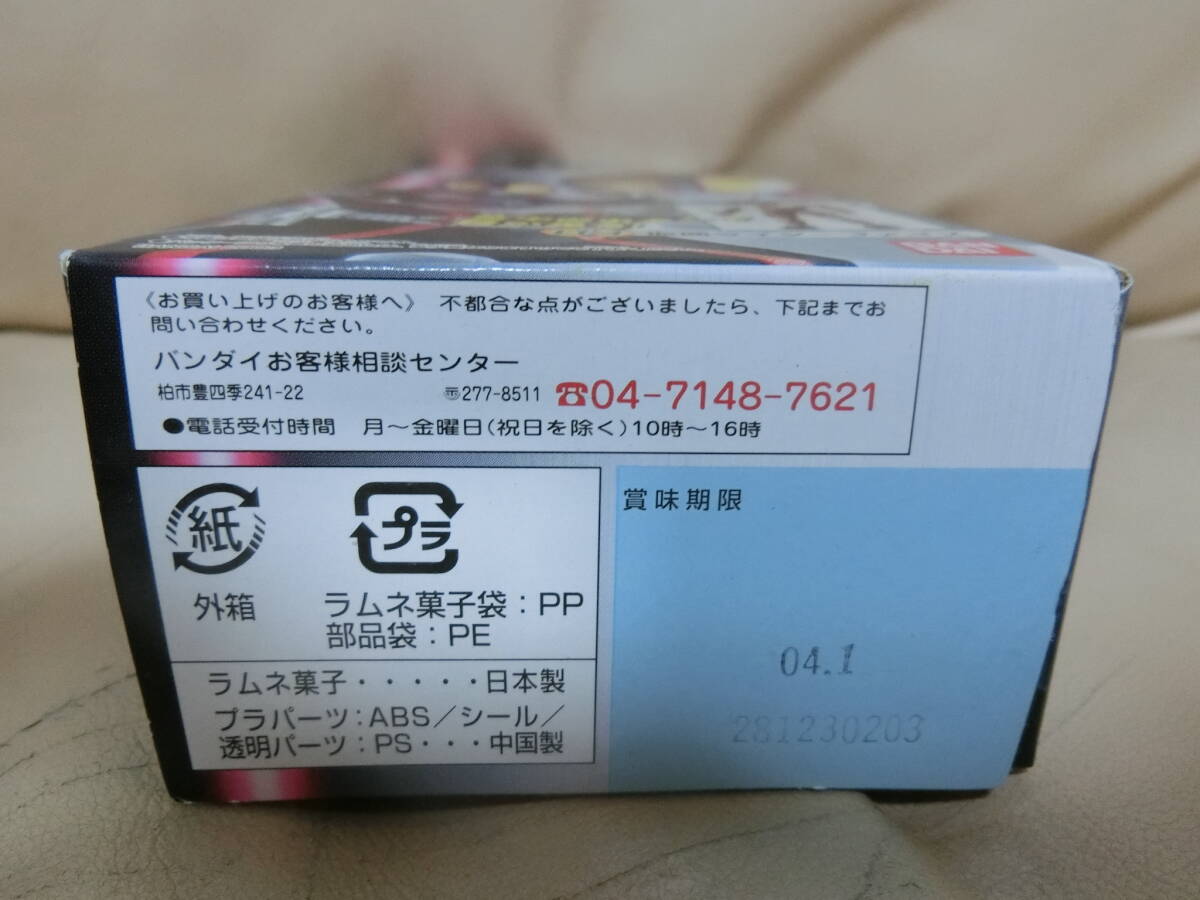 《お買い上げのお客様へ》 不都合な点がございましたら、下記までお
問い合わせください。
バンダイお客様相談センター
柏市豊四季241-22 〒277-8511 ☎04-7148-7621
●電話受付時間 月～金曜日(祝日を除く)10時～16時
紙
プラ
外箱
ラムネ菓子袋：PP
部品袋：PE
ラムネ菓子・・・・・日本製
プラパーツ：ABS／シール／
透明パーツ：PS・・・中国製
賞味期限
04.1
281230203